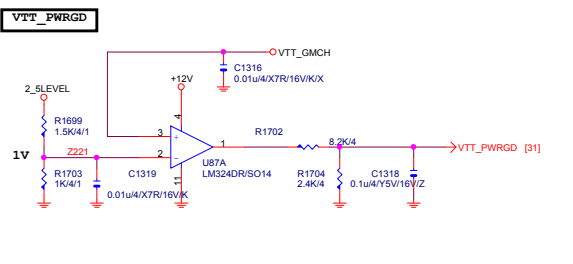 VTT_PWRGD
VTT_GMCH
C1316
0.01u/4/X7R/16V/K/X
+12V
2_5LEVEL
4
R1699
1.5K/4/1
3
+
1
R1702
8.2K/4
VTT_PWRGD [31]
1V
Z221
2
-
U87A
LM324DR/SO14
R1703
1K/4/1
C1319
0.01u/4/X7R/16V/K
11
R1704
2.4K/4
C1318
0.1u/4/Y5V/16V/Z